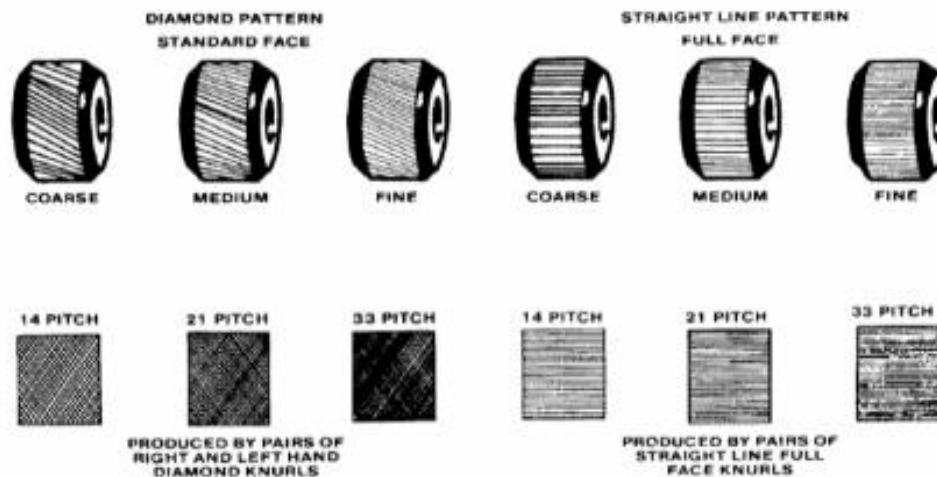 DIAMOND PATTERN
STANDARD FACE
COARSE
MEDIUM
FINE
STRAIGHT LINE PATTERN
FULL FACE
COARSE
MEDIUM
FINE
14 PITCH
21 PITCH
33 PITCH
PRODUCED BY PAIRS OF
RIGHT AND LEFT HAND
DIAMOND KNURLS
14 PITCH
21 PITCH
33 PITCH
PRODUCED BY PAIRS OF
STRAIGHT LINE FULL
FACE KNURLS